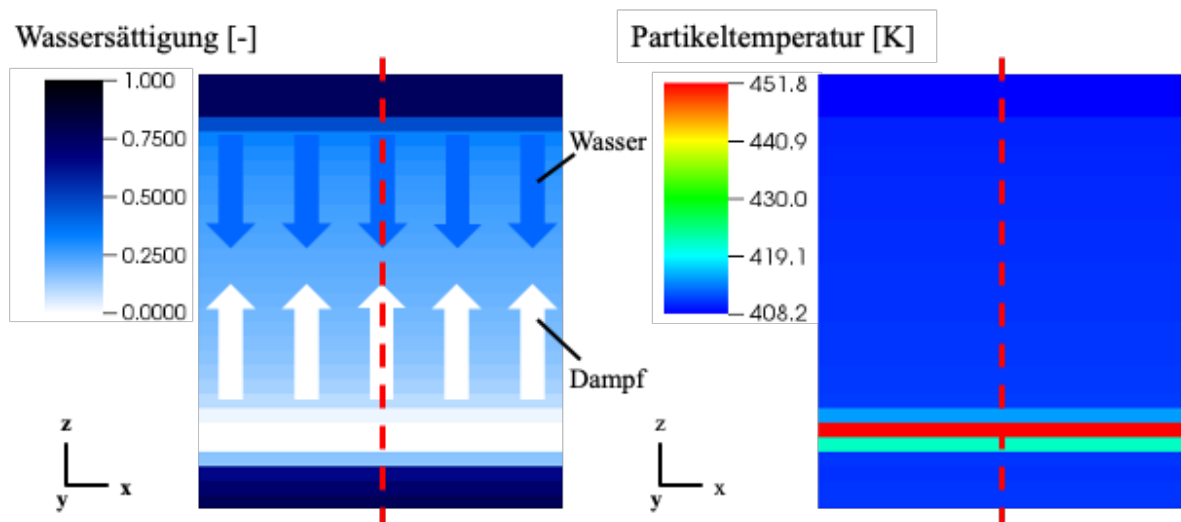 Wassersättigung [-]
1.000
0.7500
0.5000
0.2500
0.0000
Wasser
Dampf
z
y
x
Partikeltemperatur [K]
451.8
440.9
430.0
419.1
408.2
z
y
x